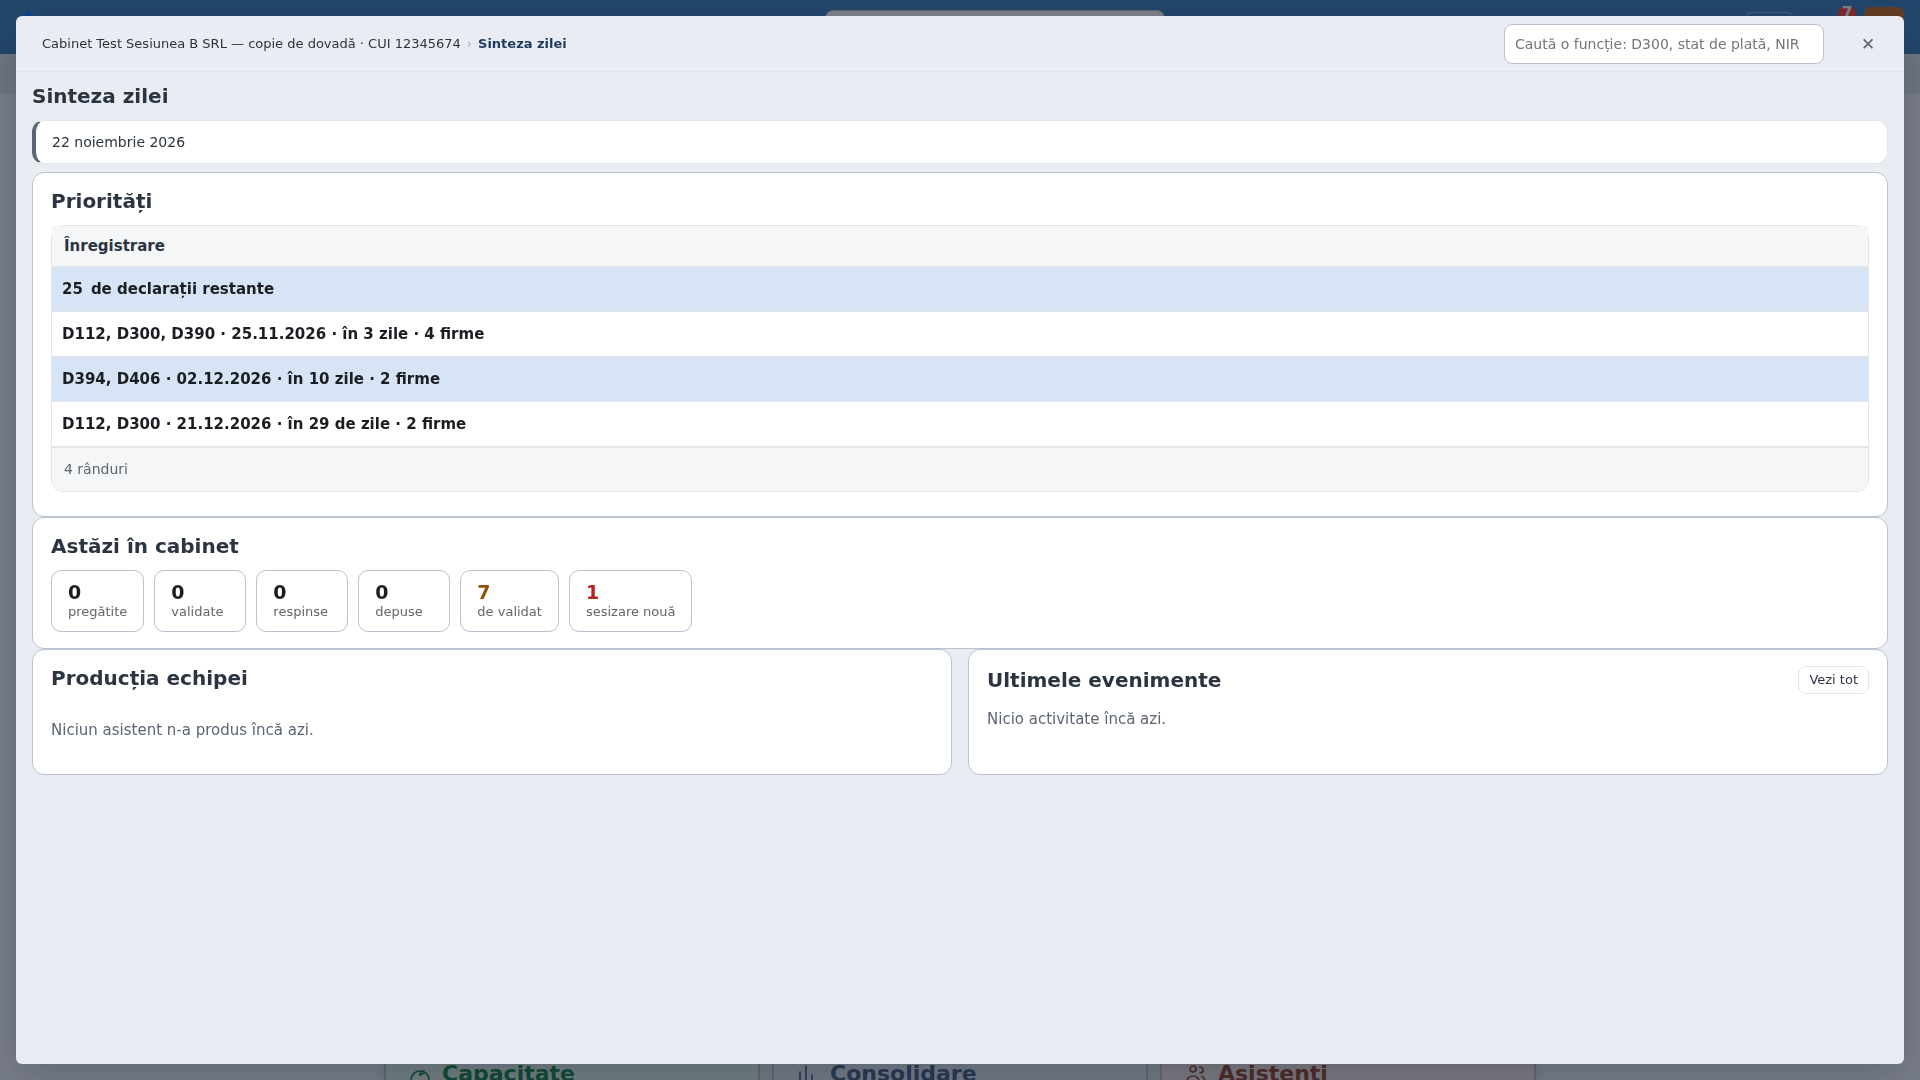 7
Cabinet Test Sesiunea B SRL — copie de dovadă · CUI 12345674 › Sinteza zilei
Caută o funcție: D300, stat de plată, NIR
✕
Sinteza zilei
22 noiembrie 2026
Priorități
Înregistrare
25 de declarații restante
D112, D300, D390 · 25.11.2026 · în 3 zile · 4 firme
D394, D406 · 02.12.2026 · în 10 zile · 2 firme
D112, D300 · 21.12.2026 · în 29 de zile · 2 firme
4 rânduri
Astăzi în cabinet
0 pregătite
0 validate
0 respinse
0 depuse
7 de validat
1 sesizare nouă
Producția echipei
Niciun asistent n-a produs încă azi.
Ultimele evenimente
Vezi tot
Nicio activitate încă azi.
Capacitate
Consolidare
Asistenți